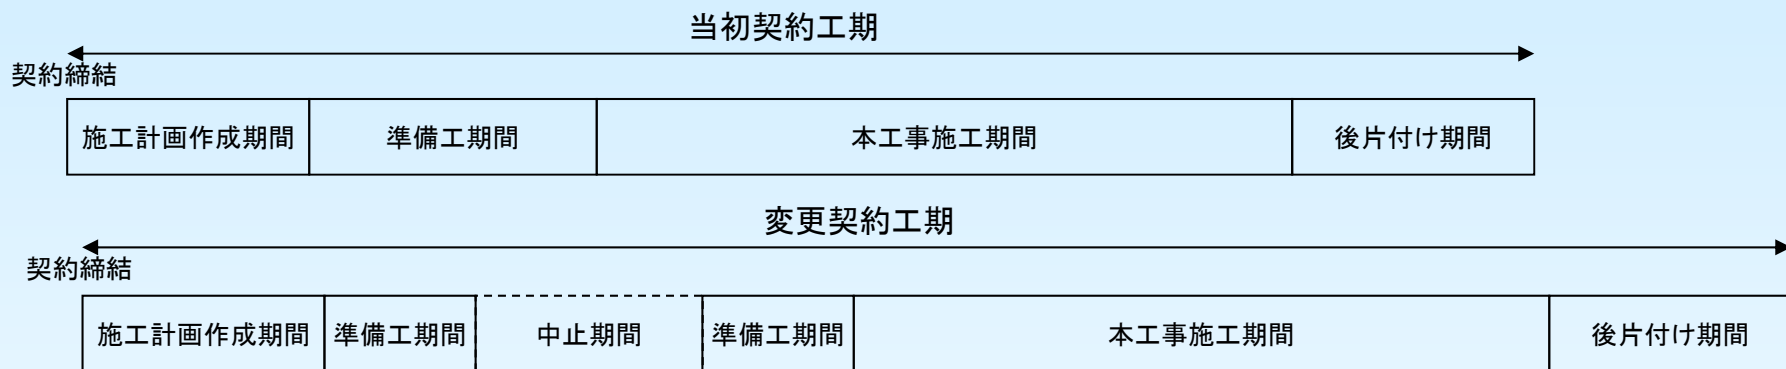 当初契約工期
契約締結
施工計画作成期間 準備工期間 本工事施工期間 後片付け期間
変更契約工期
契約締結
施工計画作成期間 準備工期間 中止期間 準備工期間 本工事施工期間 後片付け期間